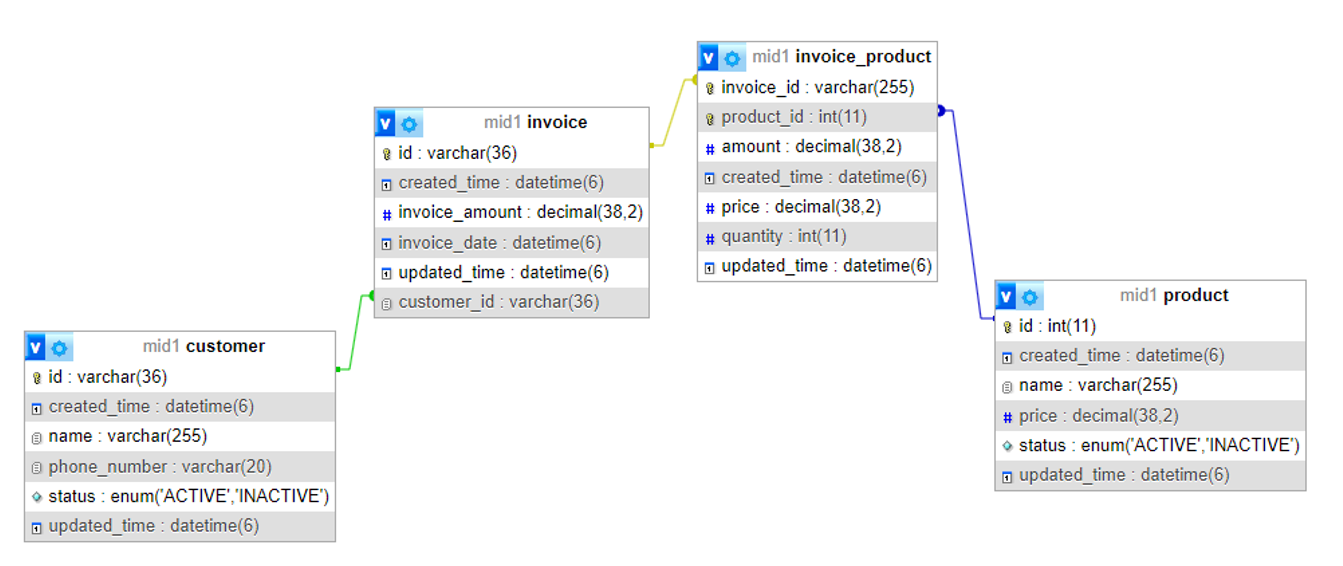 v mid1 invoice_product
invoice_id : varchar(255)
product_id : int(11)
# amount : decimal(38,2)
created_time : datetime(6)
# price : decimal(38,2)
# quantity : int(11)
updated_time : datetime(6)
v mid1 invoice
id : varchar(36)
created_time : datetime(6)
# invoice_amount : decimal(38,2)
invoice_date : datetime(6)
updated_time : datetime(6)
customer_id : varchar(36)
v mid1 product
id : int(11)
created_time : datetime(6)
name : varchar(255)
# price : decimal(38,2)
status : enum('ACTIVE','INACTIVE')
updated_time : datetime(6)
v mid1 customer
id : varchar(36)
created_time : datetime(6)
name : varchar(255)
phone_number : varchar(20)
status : enum('ACTIVE','INACTIVE')
updated_time : datetime(6)